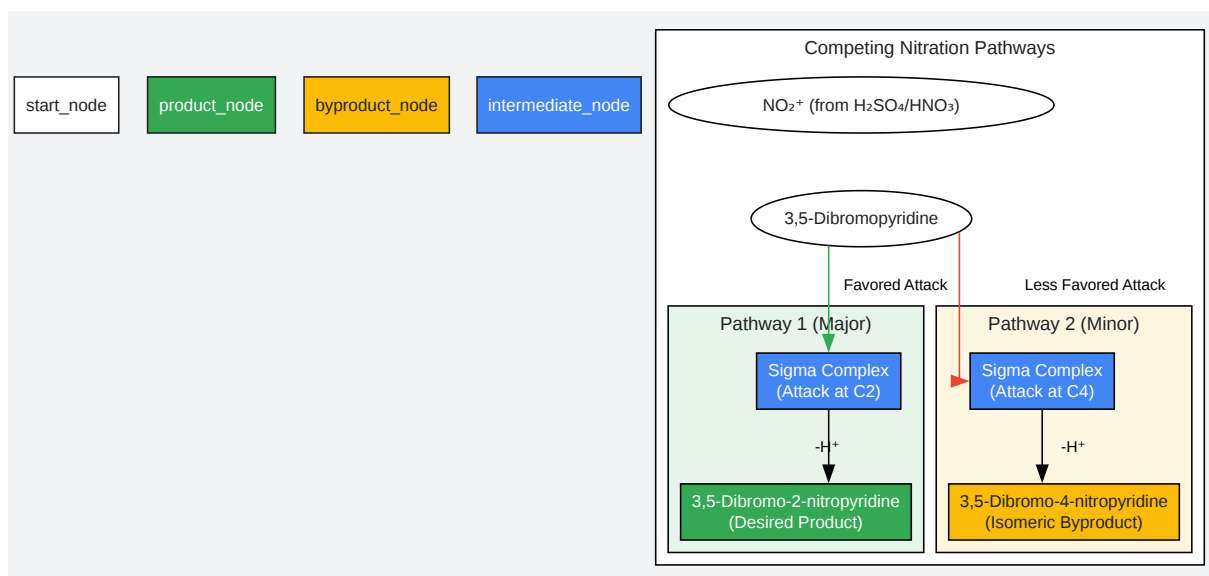 Competing Nitration Pathways
start_node
product_node
byproduct_node
intermediate_node
NO₂⁺ (from H₂SO₄/HNO₃)
3,5-Dibromopyridine
Favored Attack
Less Favored Attack
Pathway 1 (Major)
Pathway 2 (Minor)
Sigma Complex
(Attack at C2)
Sigma Complex
(Attack at C4)
-H⁺
-H⁺
3,5-Dibromo-2-nitropyridine
(Desired Product)
3,5-Dibromo-4-nitropyridine
(Isomeric Byproduct)